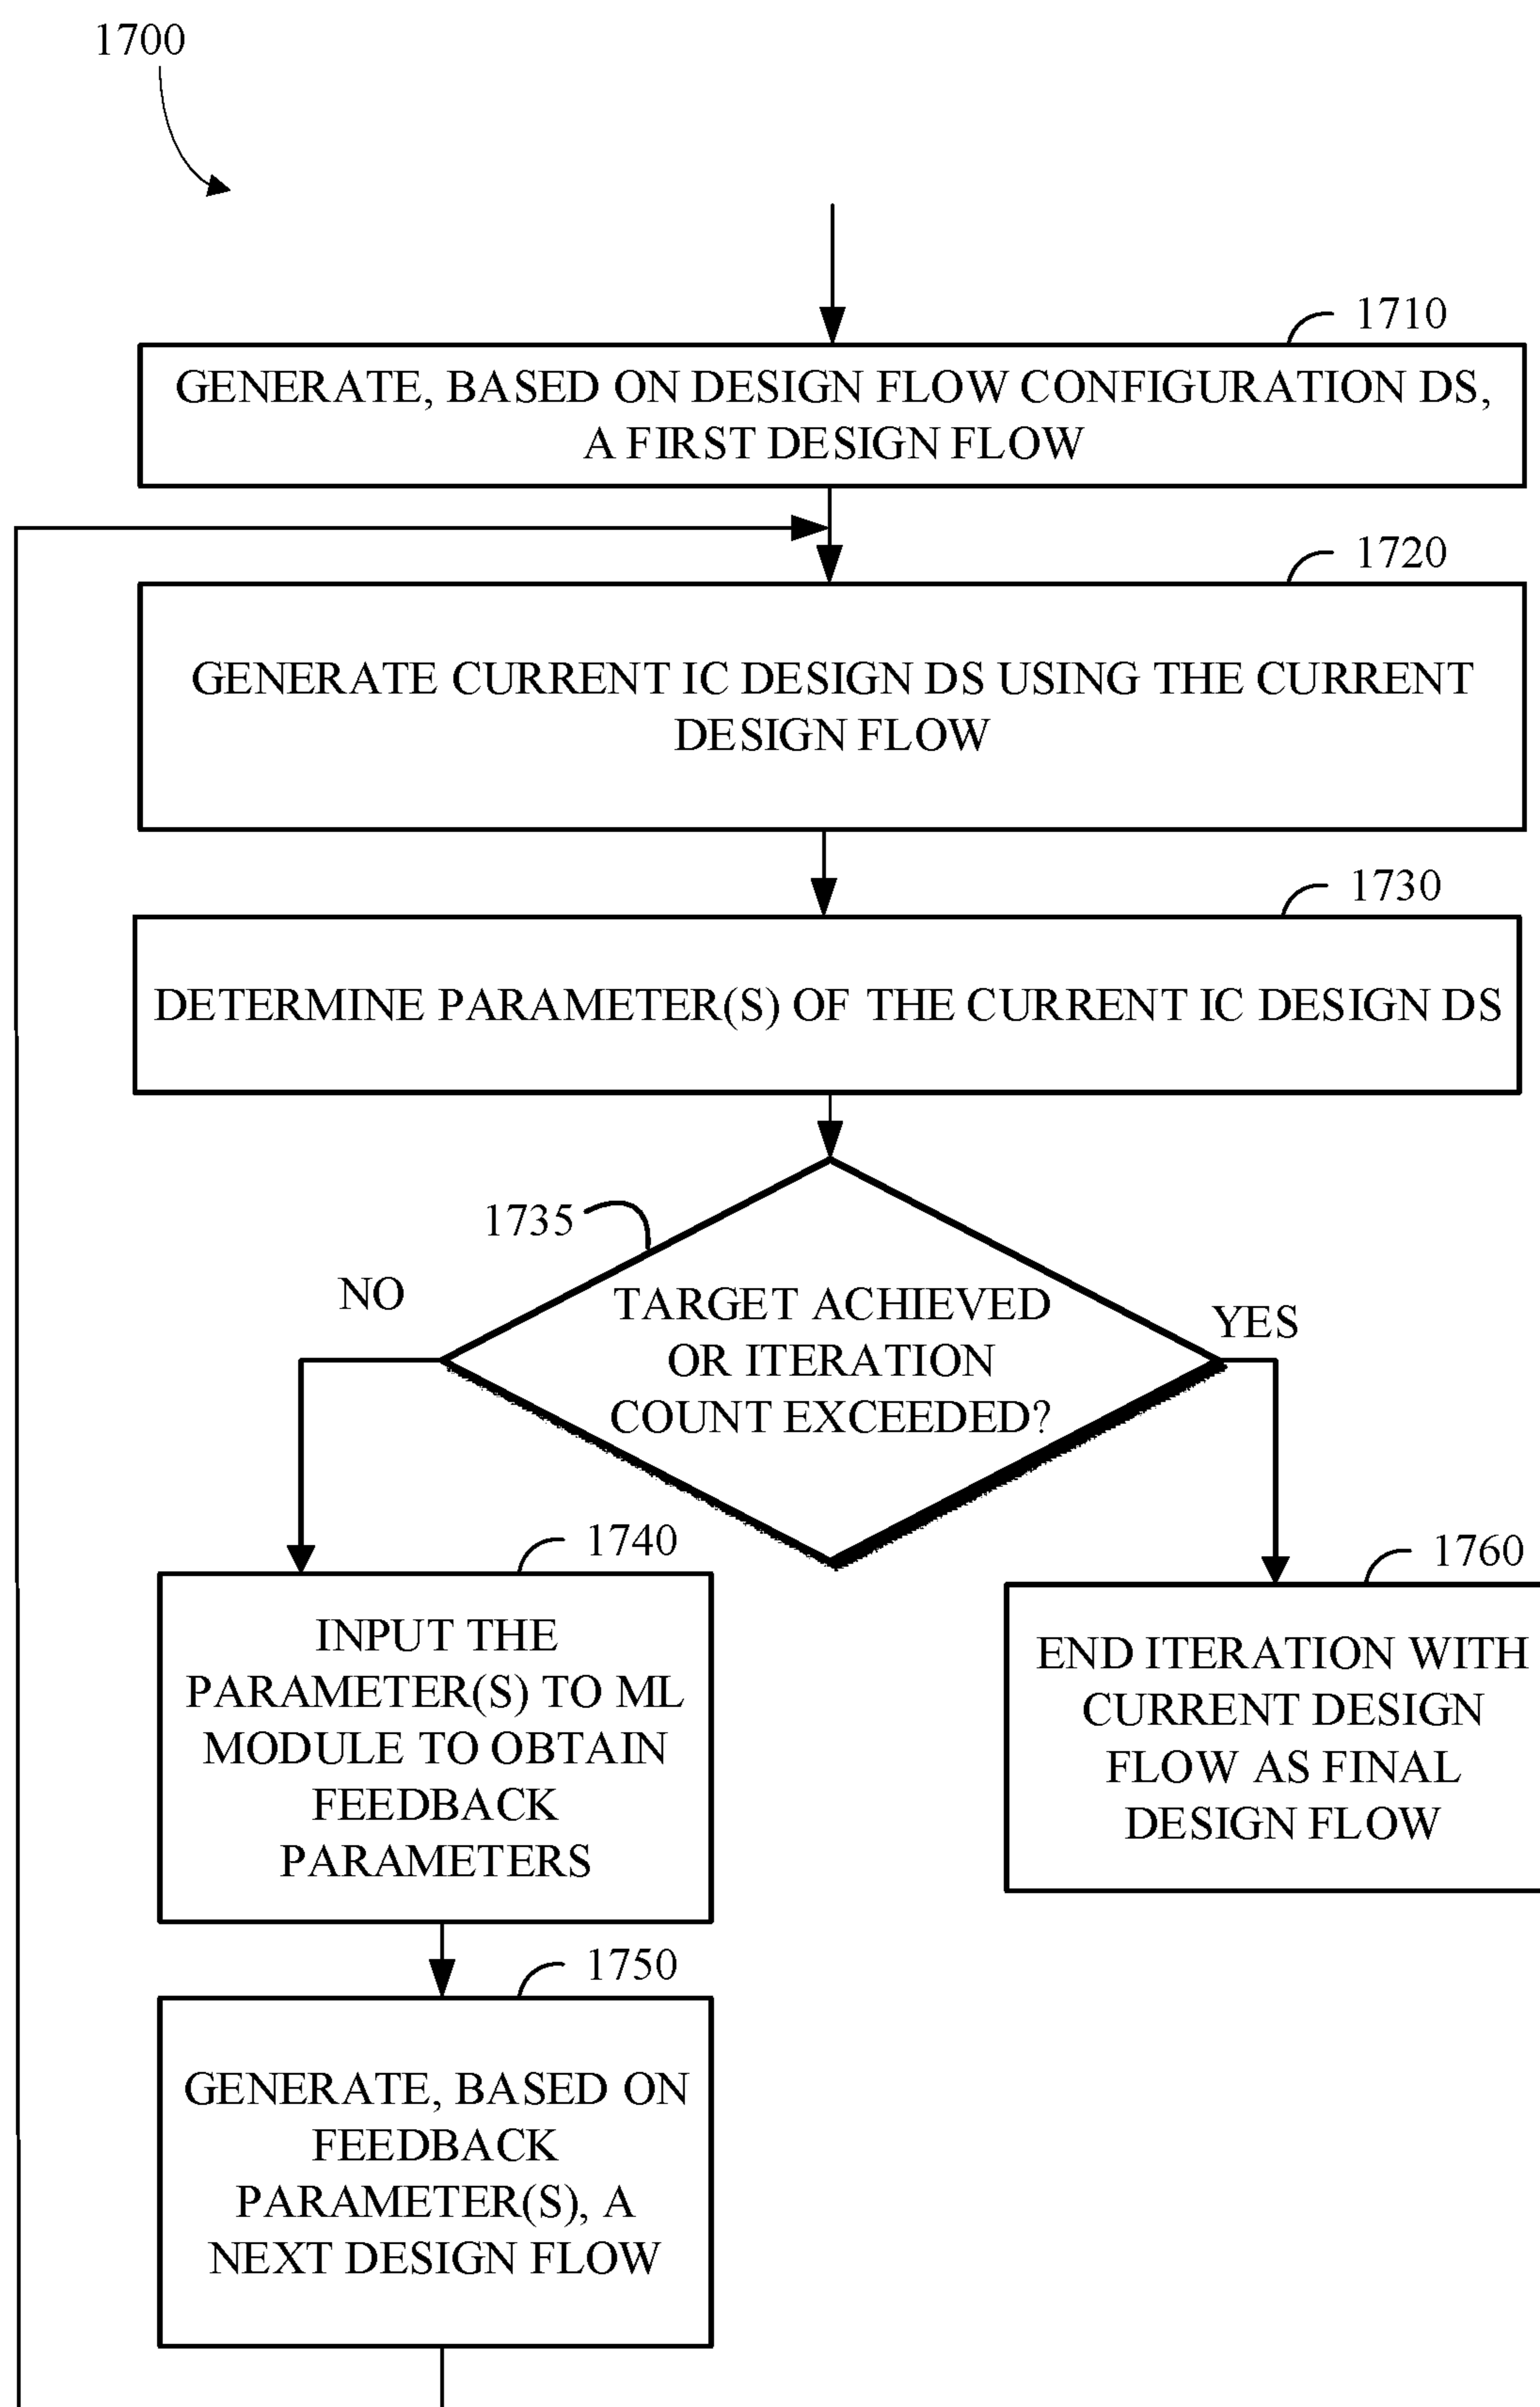 1700
1710
GENERATE, BASED ON DESIGN FLOW CONFIGURATION DS,
A FIRST DESIGN FLOW
1720
GENERATE CURRENT IC DESIGN DS USING THE CURRENT
DESIGN FLOW
1730
DETERMINE PARAMETER(S) OF THE CURRENT IC DESIGN DS
1735
NO
TARGET ACHIEVED
OR ITERATION
COUNT EXCEEDED?
YES
1740
INPUT THE
PARAMETER(S) TO ML
MODULE TO OBTAIN
FEEDBACK
PARAMETERS
1760
END ITERATION WITH
CURRENT DESIGN
FLOW AS FINAL
DESIGN FLOW
1750
GENERATE, BASED ON
FEEDBACK
PARAMETER(S), A
NEXT DESIGN FLOW